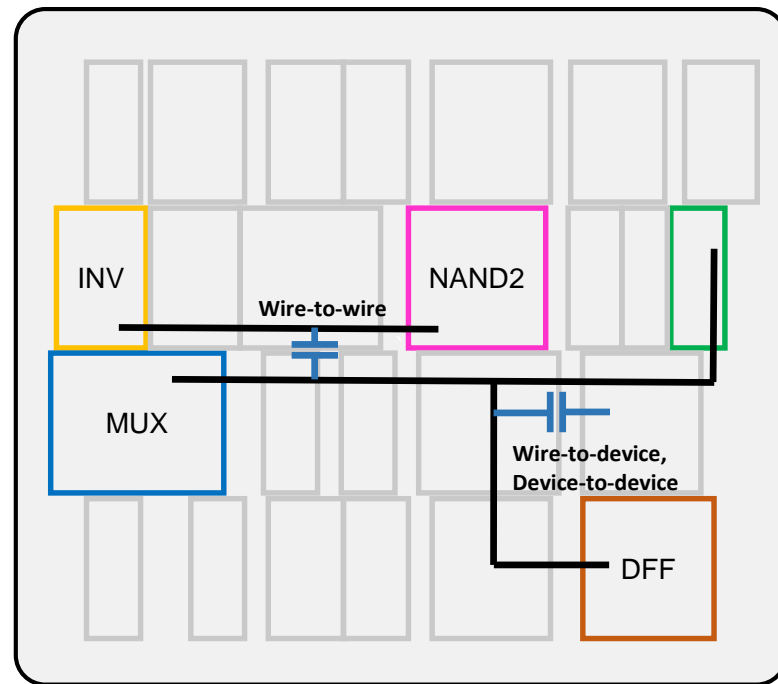 INV
NAND2
Wire-to-wire
MUX
Wire-to-device,
Device-to-device
DFF